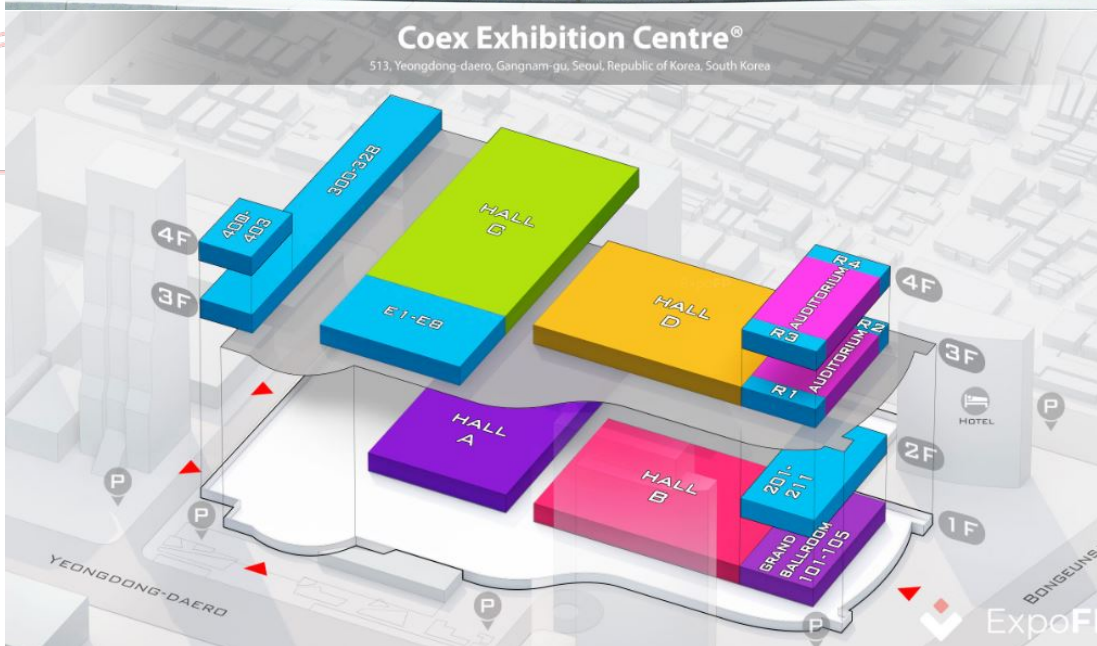 Coex Exhibition Centre®
513, Yeongdong-daero, Gangnam-gu, Seoul, Republic of Korea, South Korea
300-328
400-
403
4F
3F
HALL
C
E1-E8
HALL
D
R4
AUDITORIUM
R3
4F
R2
AUDITORIUM
R1
3F
HOTEL
P
HALL
A
HALL
B
201-
211
2F
GRAND
BALLROOM
101-105
1F
P
P
YEONGDONG-DAERO
P
P
BONGEUNS
ExpoF